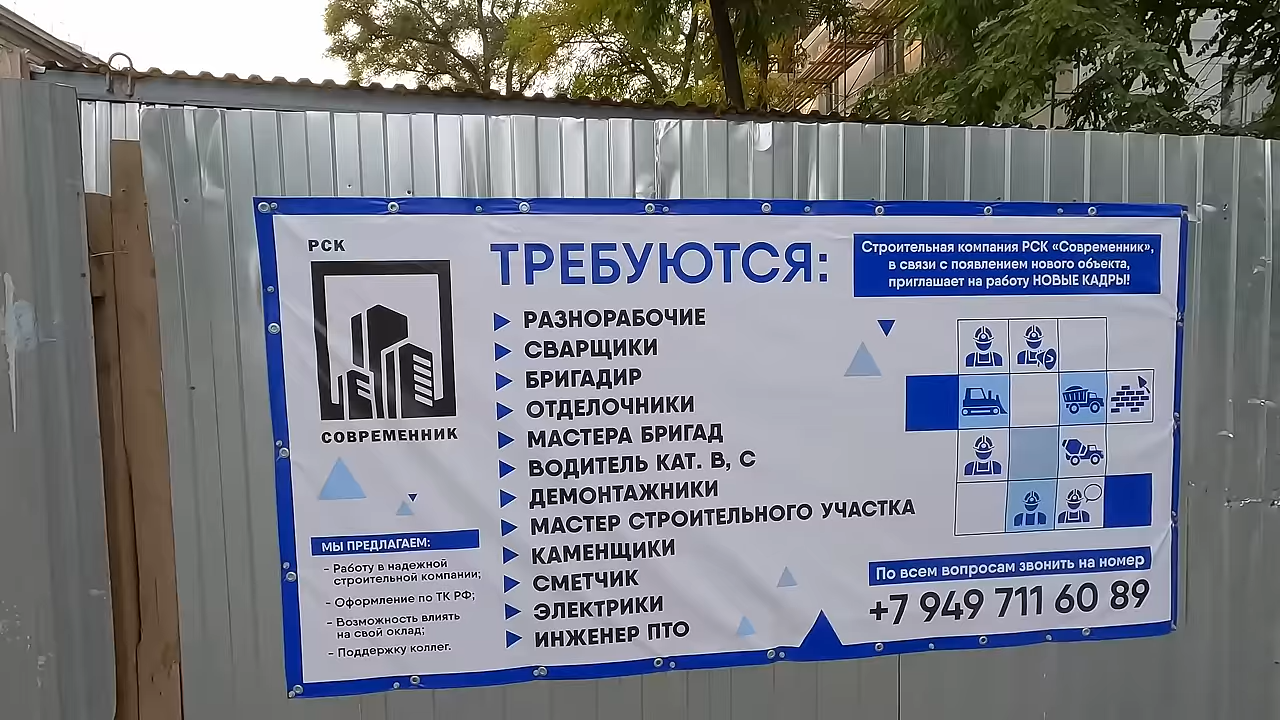 РСК
СОВРЕМЕННИК
МЫ ПРЕДЛАГАЕМ:
– Работу в надежной
строительной компании;
– Оформление по ТК РФ;
– Возможность влиять
на свой оклад;
– Поддержку коллег.
ТРЕБУЮТСЯ:
РАЗНОРАБОЧИЕ
СВАРЩИКИ
БРИГАДИР
ОТДЕЛОЧНИКИ
МАСТЕРА БРИГАД
ВОДИТЕЛЬ КАТ. В, С
ДЕМОНТАЖНИКИ
МАСТЕР СТРОИТЕЛЬНОГО УЧАСТКА
КАМЕНЩИКИ
СМЕТЧИК
ЭЛЕКТРИКИ
ИНЖЕНЕР ПТО
Строительная компания РСК «Современник»,
в связи с появлением нового объекта,
приглашает на работу НОВЫЕ КАДРЫ!
По всем вопросам звонить на номер
+7 949 711 60 89